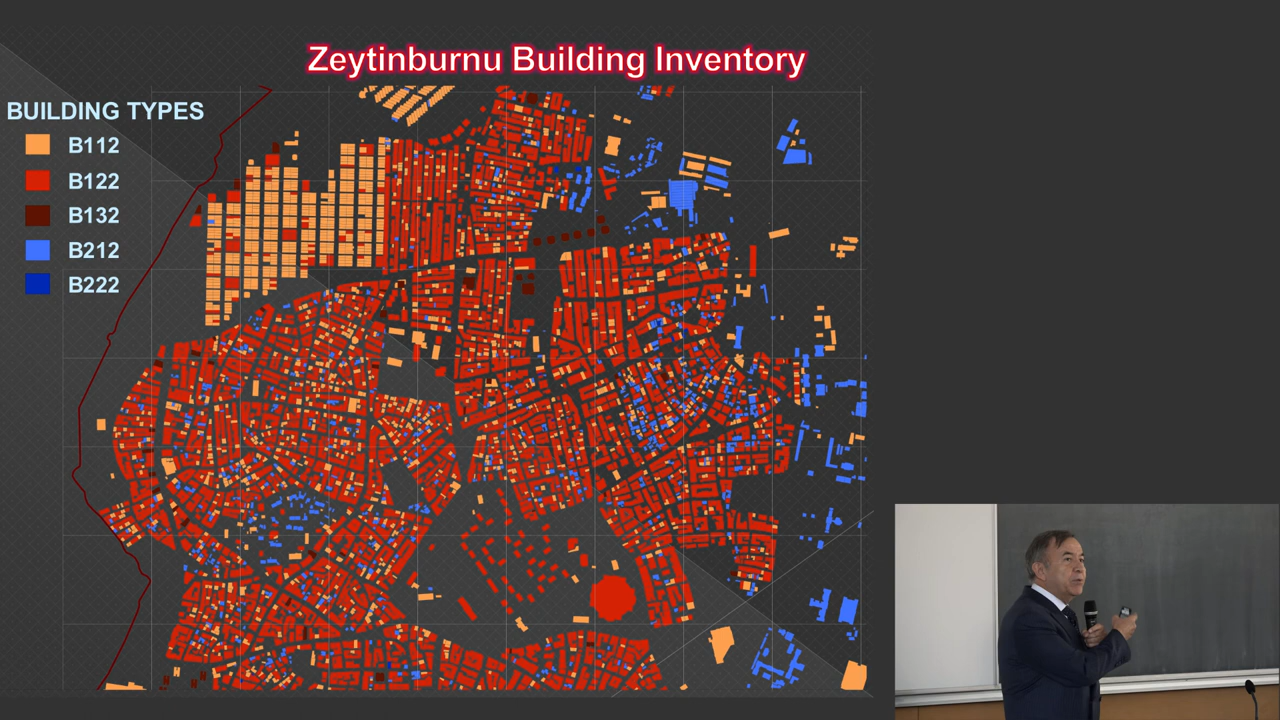 Zeytinburnu Building Inventory
BUILDING TYPES
B112
B122
B132
B212
B222